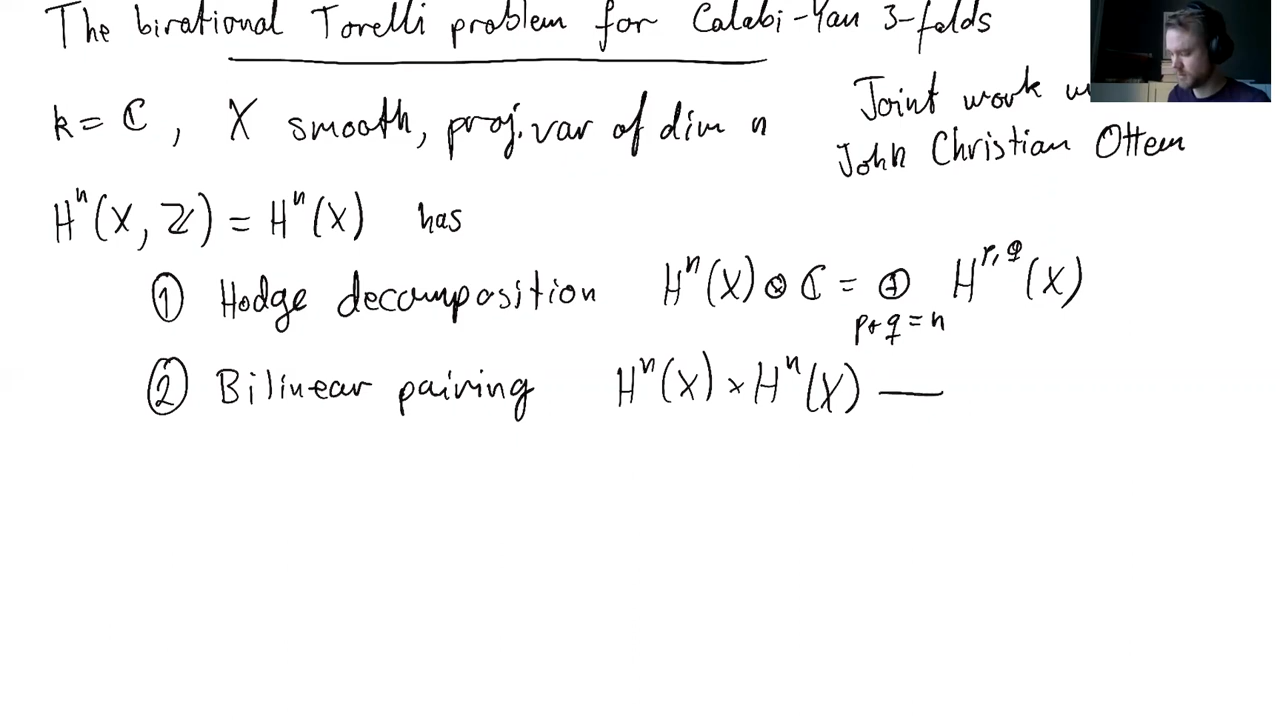 The birational Torelli problem for Calabi-Yau 3-folds
k = ℂ, X smooth, proj. var of dim n
Joint work
John Christian Ottem
Hⁿ(X, ℤ) = Hⁿ(X) has
① Hodge decomposition Hⁿ(X) ⊗ ℂ = ⊕_{p+q=n} H^{p,q}(X)
② Bilinear pairing Hⁿ(X) × Hⁿ(X) —